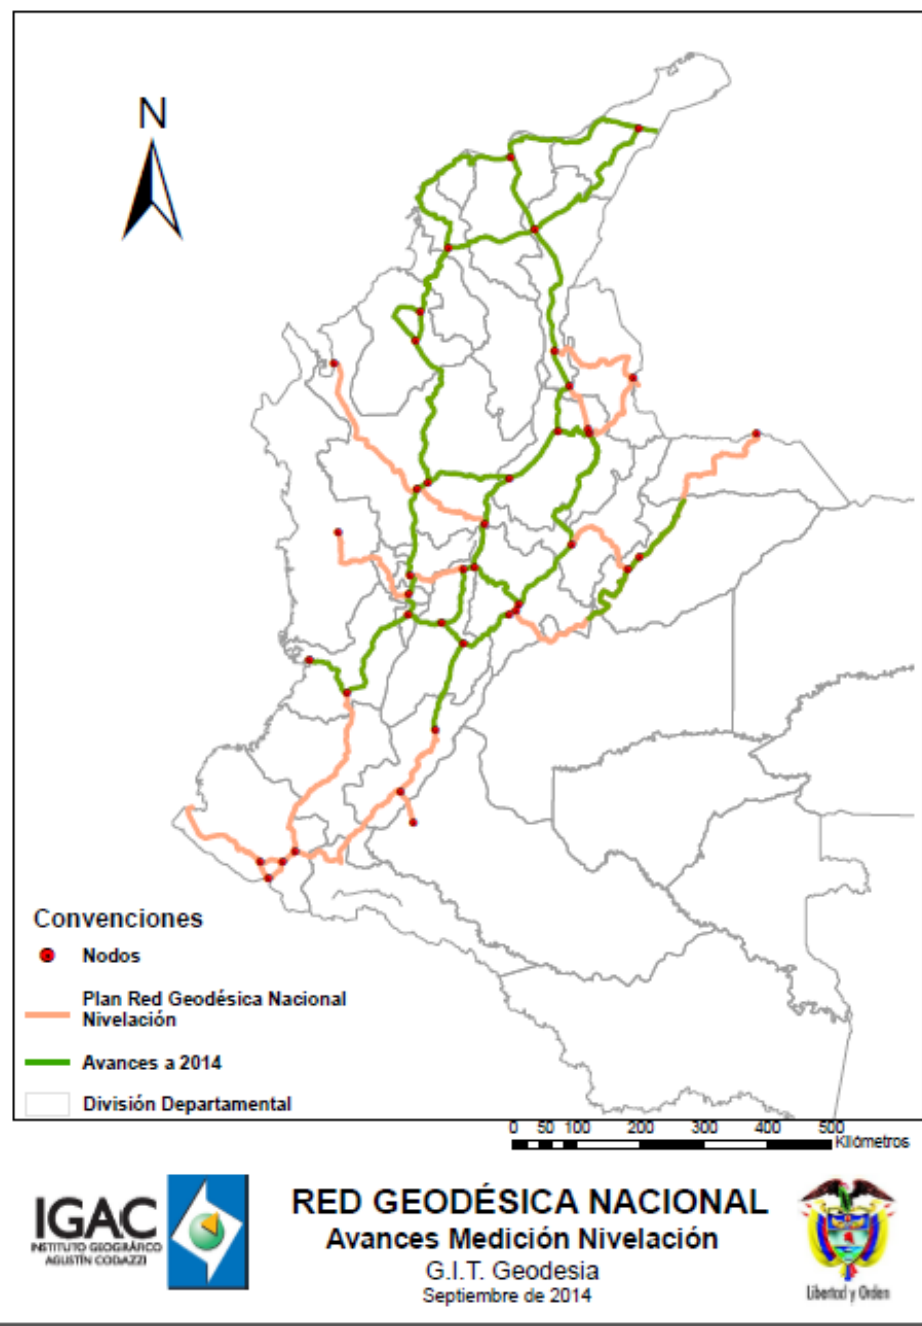 N
Convenciones
Nodos
Plan Red Geodésica Nacional
Nivelación
Avances a 2014
División Departamental
0 50 100 200 300 400 500
Kilómetros
IGAC
INSTITUTO GEOGRÁFICO
AGUSTÍN CODAZZI
RED GEODÉSICA NACIONAL
Avances Medición Nivelación
G.I.T. Geodesia
Septiembre de 2014
Libertad y Orden